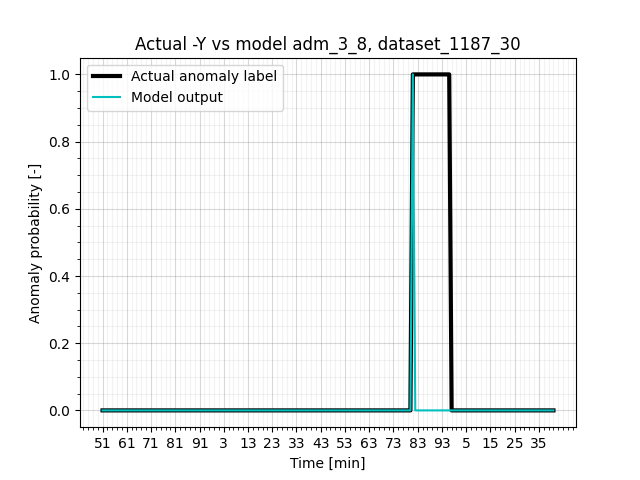 Actual -Y vs model adm_3_8, dataset_1187_30
Actual anomaly label
Model output
Anomaly probability [-]
1.0
0.8
0.6
0.4
0.2
0.0
51 61 71 81 91 3 13 23 33 43 53 63 73 83 93 5 15 25 35
Time [min]